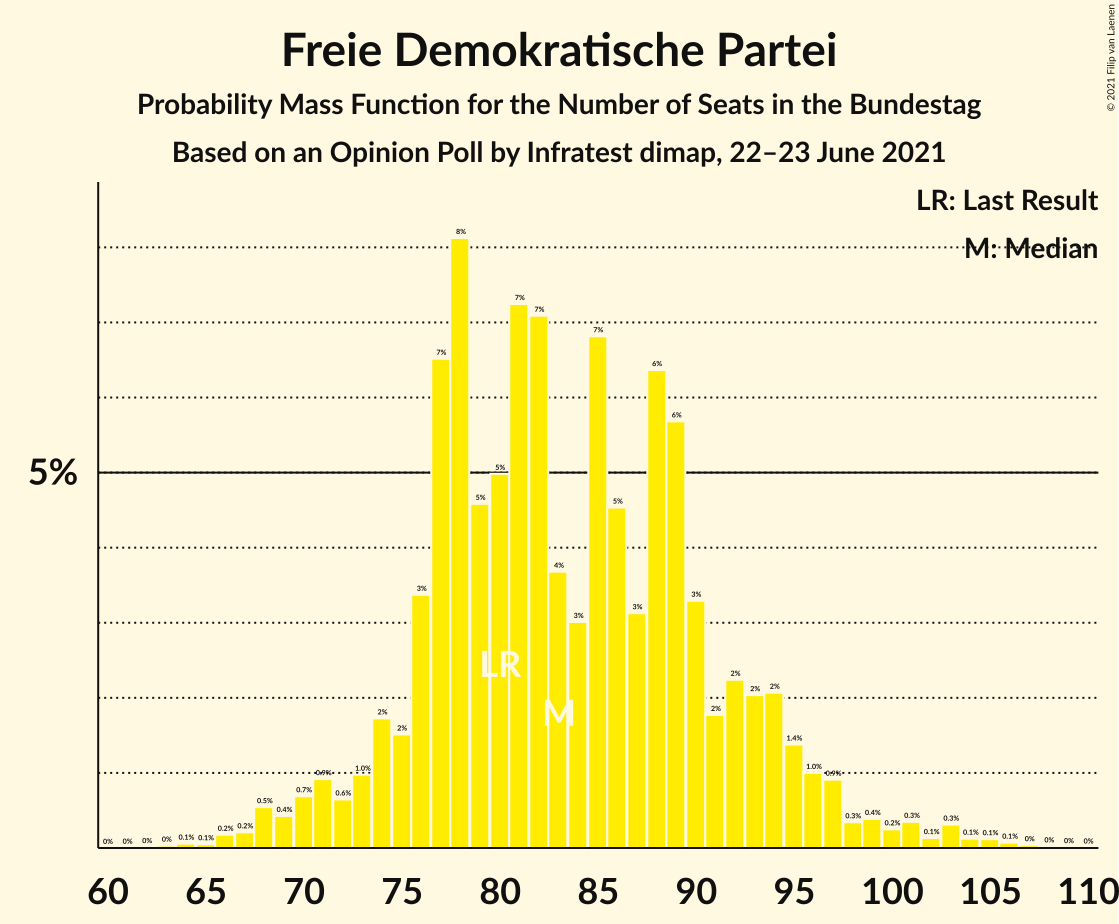 © 2021 Filip van Laenen
Freie Demokratische Partei
Probability Mass Function for the Number of Seats in the Bundestag
Based on an Opinion Poll by Infratest dimap, 22–23 June 2021
LR: Last Result
M: Median
5%
0% 0% 0% 0% 0.1% 0.1% 0.2% 0.2% 0.5% 0.4% 0.7% 0.9% 0.6% 1.0% 2% 2% 3% 7% 8% 5% 5% 7% 7% 4% 3% 7% 5% 3% 6% 6% 3% 2% 2% 2% 2% 1.4% 1.0% 0.9% 0.3% 0.4% 0.2% 0.3% 0.1% 0.3% 0.1% 0.1% 0.1% 0% 0% 0% 0%
LR
M
60 65 70 75 80 85 90 95 100 105 110